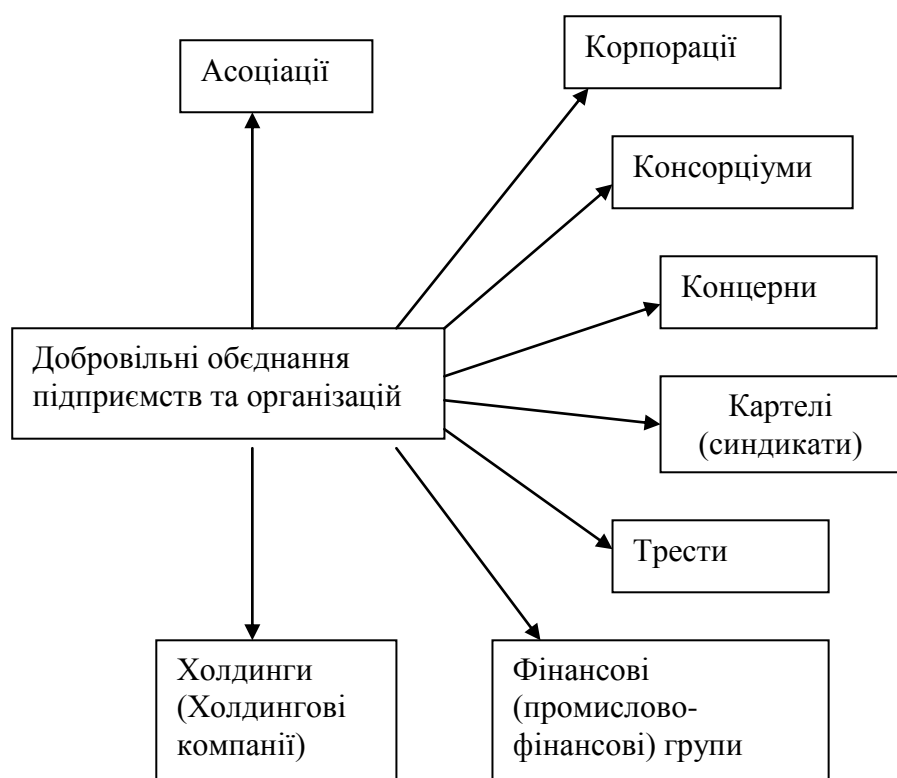 Асоціації
Корпорації
Консорціуми
Концерни
Добровільні обєднання
підприємств та організацій
Картелі
(синдикати)
Трести
Холдинги
(Холдингові
компанії)
Фінансові
(промислово-
фінансові) групи